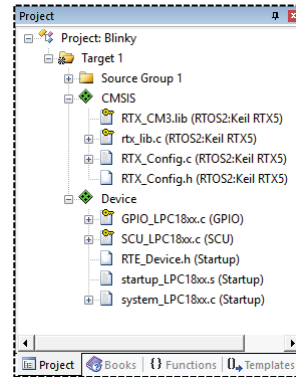 Project
Project: Blinky
Target 1
Source Group 1
CMSIS
RTX_CM3.lib (RTOS2:Keil RTX5)
rtx_lib.c (RTOS2:Keil RTX5)
RTX_Config.c (RTOS2:Keil RTX5)
RTX_Config.h (RTOS2:Keil RTX5)
Device
GPIO_LPC18xx.c (GPIO)
SCU_LPC18xx.c (SCU)
RTE_Device.h (Startup)
startup_LPC18xx.s (Startup)
system_LPC18xx.c (Startup)
Project Books {} Functions 0 Templates